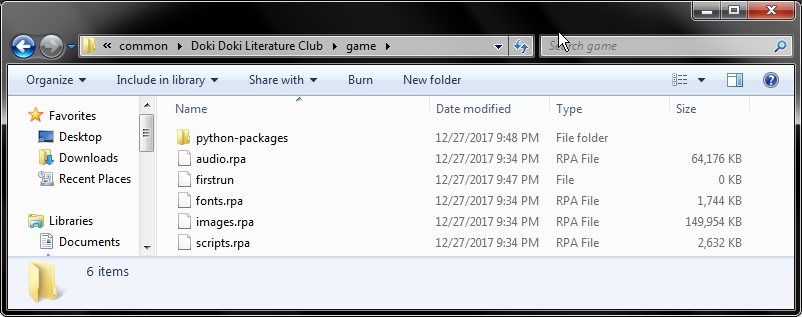 « common Doki Doki Literature Club game Search game
Organize Include in library Share with Burn New folder
Favorites
Desktop
Downloads
Recent Places
Libraries
Documents
Name Date modified Type Size
python-packages 12/27/2017 9:48 PM File folder
audio.rpa 12/27/2017 9:34 PM RPA File 64,176 KB
firstrun 12/27/2017 9:47 PM File 0 KB
fonts.rpa 12/27/2017 9:34 PM RPA File 1,744 KB
images.rpa 12/27/2017 9:34 PM RPA File 149,954 KB
scripts.rpa 12/27/2017 9:34 PM RPA File 2,632 KB
6 items